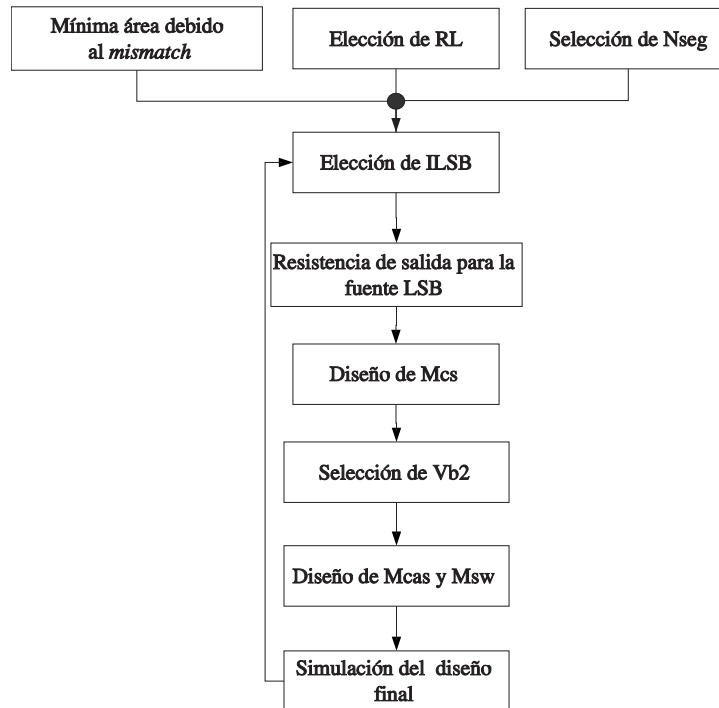 Mínima área debido
al mismatch
Elección de RL
Selección de Nseg
Elección de ILSB
Resistencia de salida para la
fuente LSB
Diseño de Mcs
Selección de Vb2
Diseño de Mcas y Msw
Simulación del diseño
final